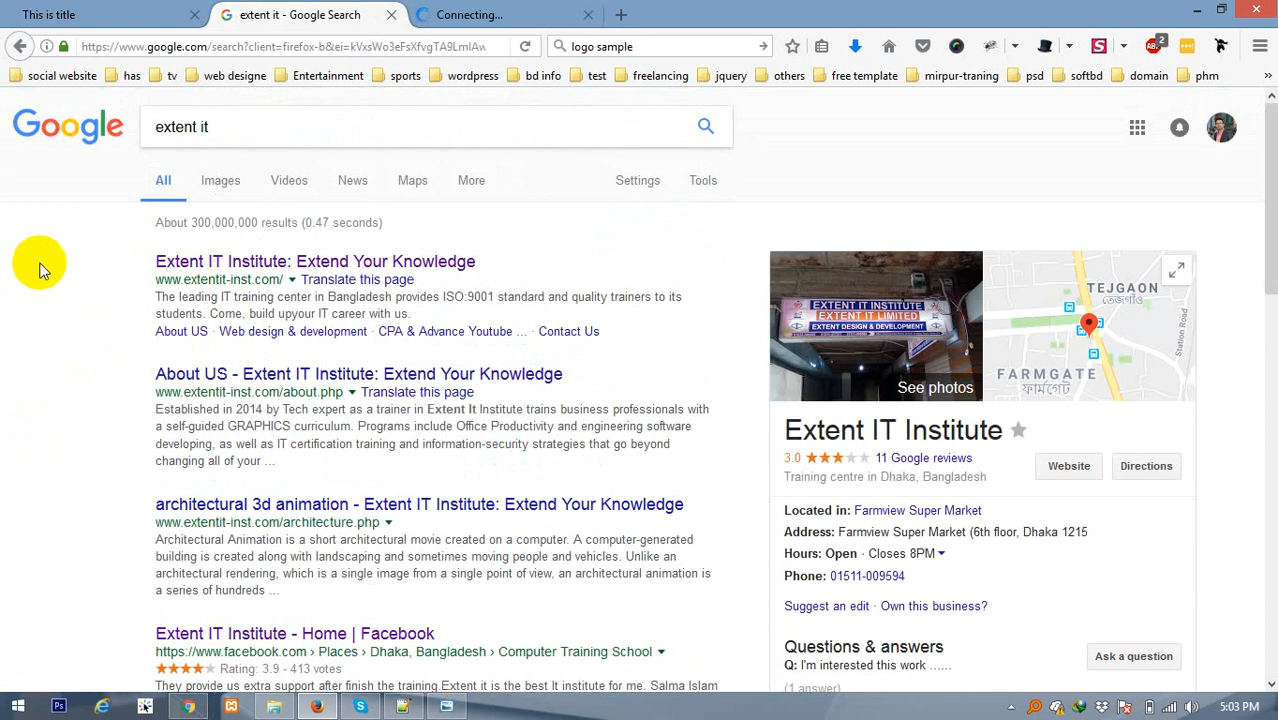 This is title
extent it - Google Search
Connecting...
https://www.google.com/search?client=firefox-b&ei=kVxsWo3eFsXfvgTA9LmIAw
logo sample
2
social website
has
tv
web designe
Entertainment
sports
wordpress
bd info
test
freelancing
jquery
others
free template
mirpur-traning
psd
softbd
domain
phm
Google
extent it
All
Images
Videos
News
Maps
More
Settings
Tools
About 300,000,000 results (0.47 seconds)
Extent IT Institute: Extend Your Knowledge
www.extentit-inst.com/ Translate this page
The leading IT training center in Bangladesh provides ISO:9001 standard and quality trainers to its
students. Come, build upyour IT career with us.
About US · Web design & development · CPA & Advance Youtube ... · Contact Us
About US - Extent IT Institute: Extend Your Knowledge
www.extentit-inst.com/about.php Translate this page
Established in 2014 by Tech expert as a trainer in Extent It Institute trains business professionals with
a self-guided GRAPHICS curriculum. Programs include Office Productivity and engineering software
developing, as well as IT certification training and information-security strategies that go beyond
changing all of your ...
architectural 3d animation - Extent IT Institute: Extend Your Knowledge
www.extentit-inst.com/architecture.php
Architectural Animation is a short architectural movie created on a computer. A computer-generated
building is created along with landscaping and sometimes moving people and vehicles. Unlike an
architectural rendering, which is a single image from a single point of view, an architectural animation is
a series of hundreds ...
Extent IT Institute - Home | Facebook
https://www.facebook.com › Places › Dhaka, Bangladesh › Computer Training School
Rating: 3.9 - 413 votes
They provide us extra support after finish the training.Extent it is the best It institute for me. Salma Islam
EXTENT IT INSTITUTE
EXTENT IT LIMITED
EXTENT DESIGN & DEVELOPMENT
See photos
TEJGAON
তেজগাঁও
Station Road
FARMGATE
ফার্মগেট
Extent IT Institute
3.0 11 Google reviews
Training centre in Dhaka, Bangladesh
Website
Directions
Located in: Farmview Super Market
Address: Farmview Super Market (6th floor, Dhaka 1215
Hours: Open · Closes 8PM
Phone: 01511-009594
Suggest an edit · Own this business?
Questions & answers
Q: I'm interested this work ......
(1 answer)
Ask a question
5:03 PM